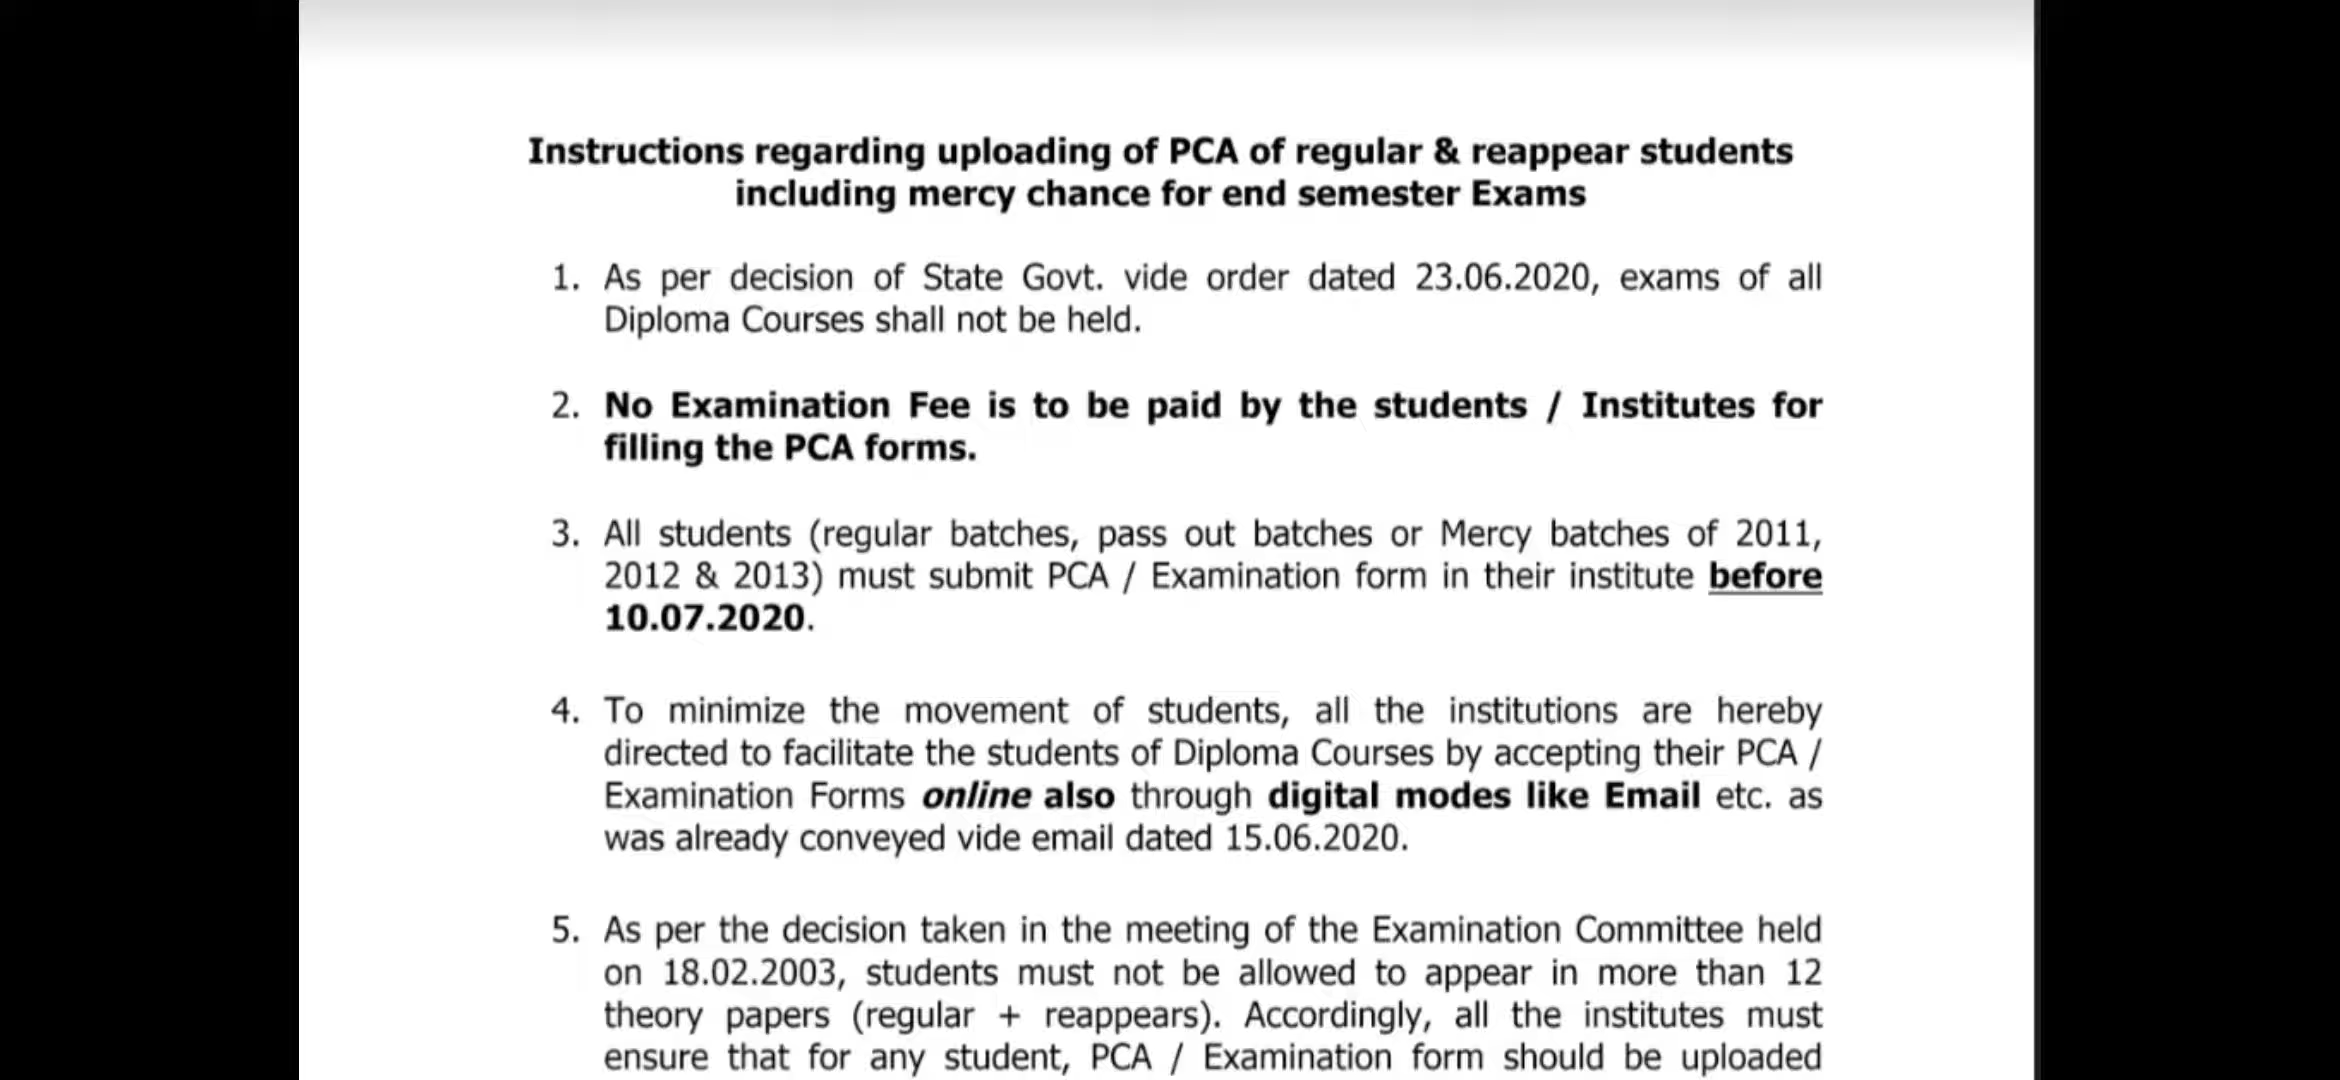 Instructions regarding uploading of PCA of regular & reappear students
including mercy chance for end semester Exams
1. As per decision of State Govt. vide order dated 23.06.2020, exams of all
Diploma Courses shall not be held.
2. No Examination Fee is to be paid by the students / Institutes for
filling the PCA forms.
3. All students (regular batches, pass out batches or Mercy batches of 2011,
2012 & 2013) must submit PCA / Examination form in their institute before
10.07.2020.
4. To minimize the movement of students, all the institutions are hereby
directed to facilitate the students of Diploma Courses by accepting their PCA /
Examination Forms online also through digital modes like Email etc. as
was already conveyed vide email dated 15.06.2020.
5. As per the decision taken in the meeting of the Examination Committee held
on 18.02.2003, students must not be allowed to appear in more than 12
theory papers (regular + reappears). Accordingly, all the institutes must
ensure that for any student, PCA / Examination form should be uploaded